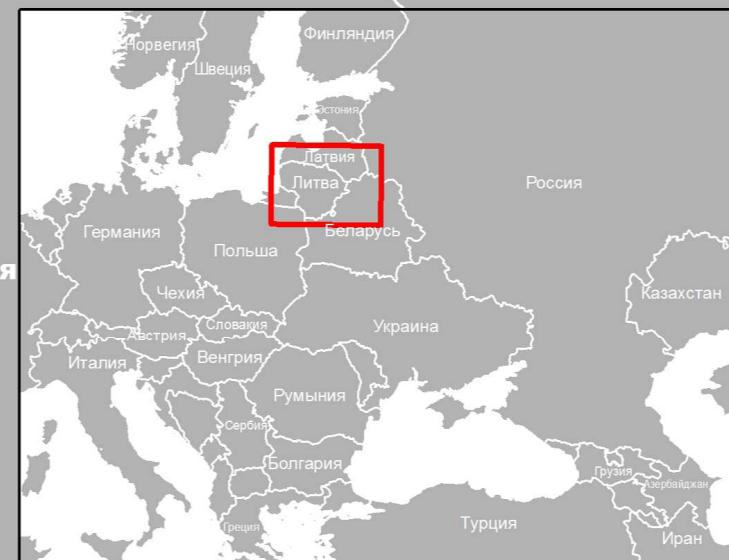 Финляндия
Норвегия
Швеция
Эстония
Латвия
Литва
Россия
Германия
Беларусь
Польша
я
Чехия
Казахстан
Словакия
Украина
Австрия
Венгрия
Италия
Румыния
Сербия
Болгария
Грузия
Азербайджан
Турция
Греция
Иран